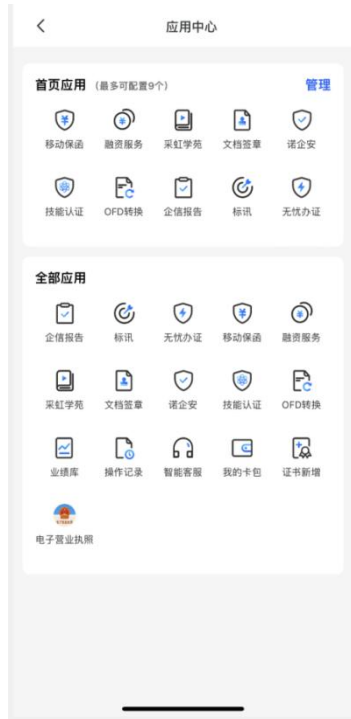 应用中心
首页应用 (最多可配置9个) 管理
移动保函 融资服务 采虹学苑 文档签章 诺企安
技能认证 OFD转换 企信报告 标讯 无忧办证
全部应用
企信报告 标讯 无忧办证 移动保函 融资服务
采虹学苑 文档签章 诺企安 技能认证 OFD转换
业绩库 操作记录 智能客服 我的卡包 证书新增
电子营业执照